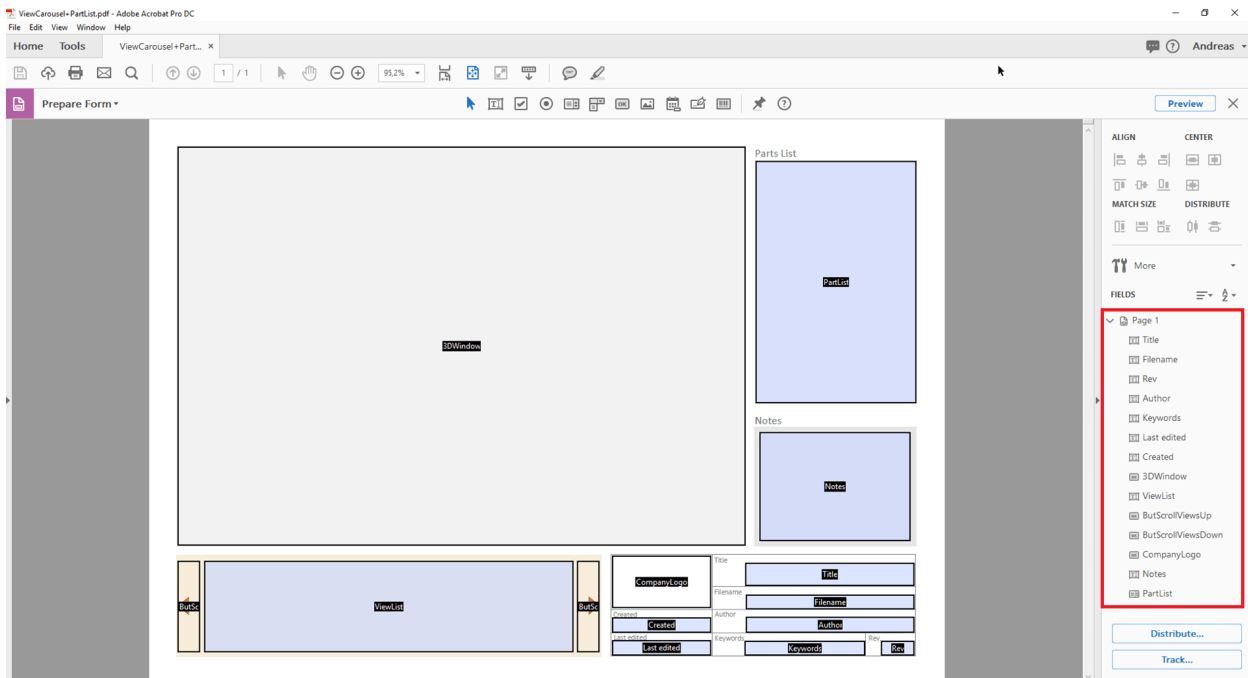 ViewCarousel+PartList.pdf - Adobe Acrobat Pro DC
File Edit View Window Help
Home Tools ViewCarousel+Part... × Andreas
1 / 1 95,2%
Prepare Form Preview
ALIGN CENTER
MATCH SIZE DISTRIBUTE
More
FIELDS
Page 1
Title
Filename
Rev
Author
Keywords
Last edited
Created
3DWindow
ViewList
ButScrollViewsUp
ButScrollViewsDown
CompanyLogo
Notes
PartList
Distribute...
Track...
3DWindow
Parts List
PartList
Notes
Notes
ButSc
ViewList
ButSc
CompanyLogo
Title
Title
Filename
Filename
Created
Created
Author
Author
Last edited
Last edited
Keywords
Keywords
Rev
Rev